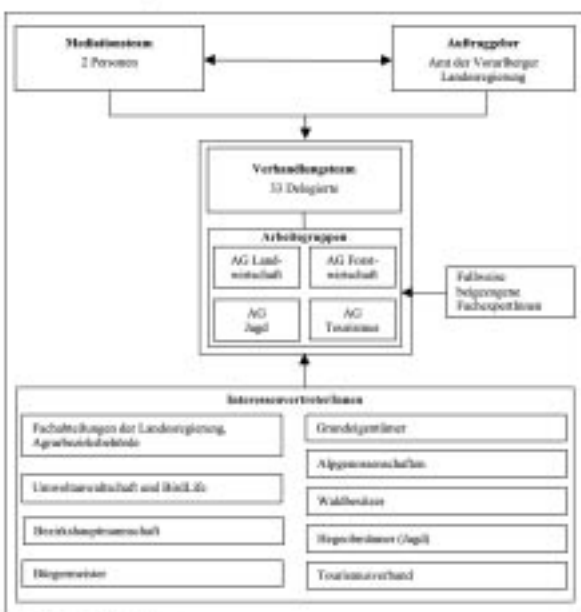 Mediationsteam
2 Personen
Auftraggeber
Amt der Vorarlberger
Landesregierung
Verhandlungsteam
33 Delegierte
Arbeitsgruppen
AG Land-
wirtschaft
AG Forst-
wirtschaft
AG
Jagd
AG
Tourismus
Fallweise
beigezogene
FachexpertInnen
InteressenvertreterInnen
Fachabteilungen der Landesregierung,
Agrarbezirksbehörde
Umweltanwaltschaft und BirdLife
Bezirkshauptmannschaft
Bürgermeister
Grundeigentümer
Alpgenossenschaften
Waldbesitzer
Hegeobmänner (Jagd)
Tourismusverband